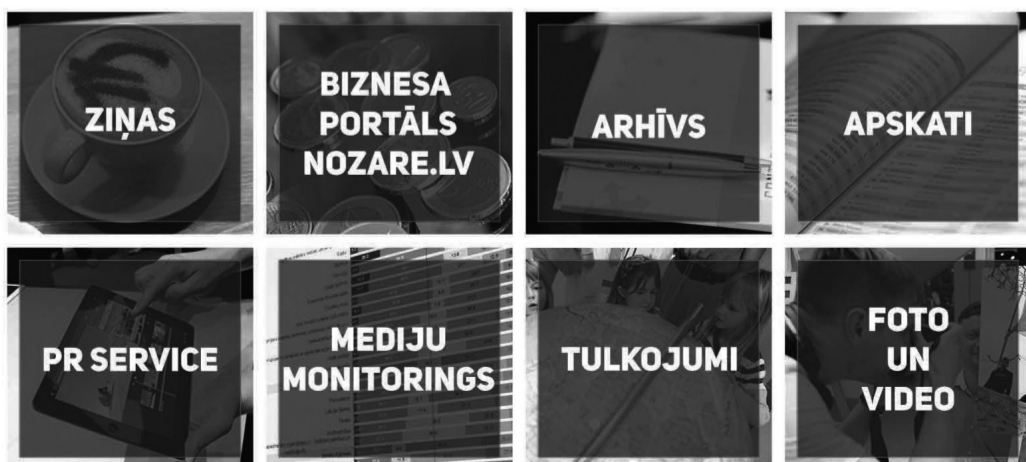 ZIŅAS
BIZNESA
PORTĀLS
NOZARE.LV
ARHĪVS
APSKATI
PR SERVICE
MEDIJU
MONITORINGS
TULKOJUMI
FOTO
UN
VIDEO